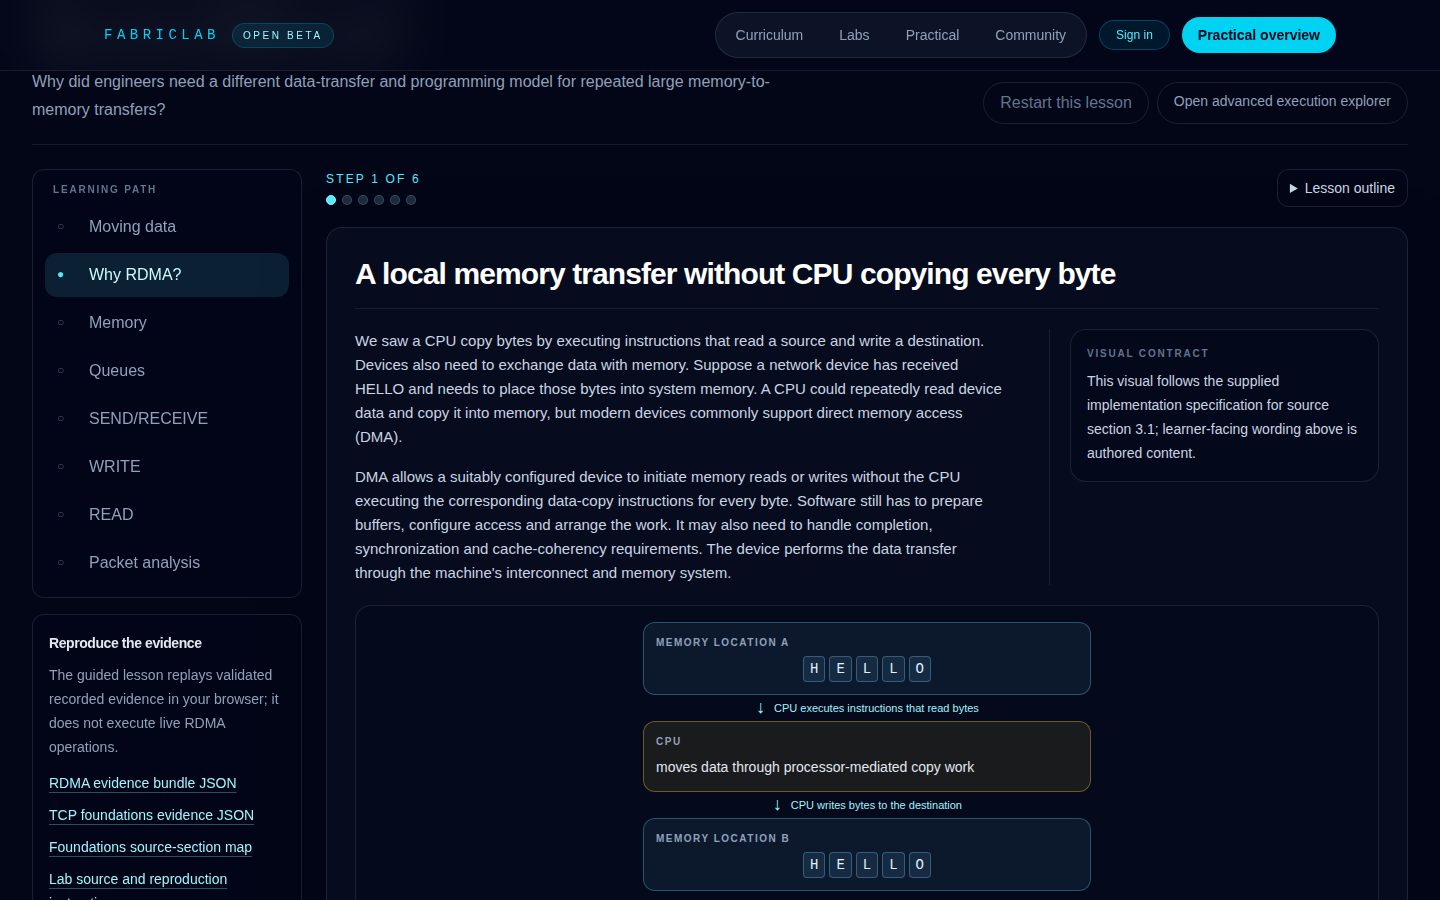 FABRICLAB
OPEN BETA
Curriculum
Labs
Practical
Community
Sign in
Practical overview
Why did engineers need a different data-transfer and programming model for repeated large memory-to-
memory transfers?
Restart this lesson
Open advanced execution explorer
LEARNING PATH
Moving data
Why RDMA?
Memory
Queues
SEND/RECEIVE
WRITE
READ
Packet analysis
Reproduce the evidence
The guided lesson replays validated
recorded evidence in your browser; it
does not execute live RDMA
operations.
RDMA evidence bundle JSON
TCP foundations evidence JSON
Foundations source-section map
Lab source and reproduction
STEP 1 OF 6
▶ Lesson outline
A local memory transfer without CPU copying every byte
We saw a CPU copy bytes by executing instructions that read a source and write a destination.
Devices also need to exchange data with memory. Suppose a network device has received
HELLO and needs to place those bytes into system memory. A CPU could repeatedly read device
data and copy it into memory, but modern devices commonly support direct memory access
(DMA).
DMA allows a suitably configured device to initiate memory reads or writes without the CPU
executing the corresponding data-copy instructions for every byte. Software still has to prepare
buffers, configure access and arrange the work. It may also need to handle completion,
synchronization and cache-coherency requirements. The device performs the data transfer
through the machine's interconnect and memory system.
VISUAL CONTRACT
This visual follows the supplied
implementation specification for source
section 3.1; learner-facing wording above is
authored content.
MEMORY LOCATION A
H E L L O
↓ CPU executes instructions that read bytes
CPU
moves data through processor-mediated copy work
↓ CPU writes bytes to the destination
MEMORY LOCATION B
H E L L O